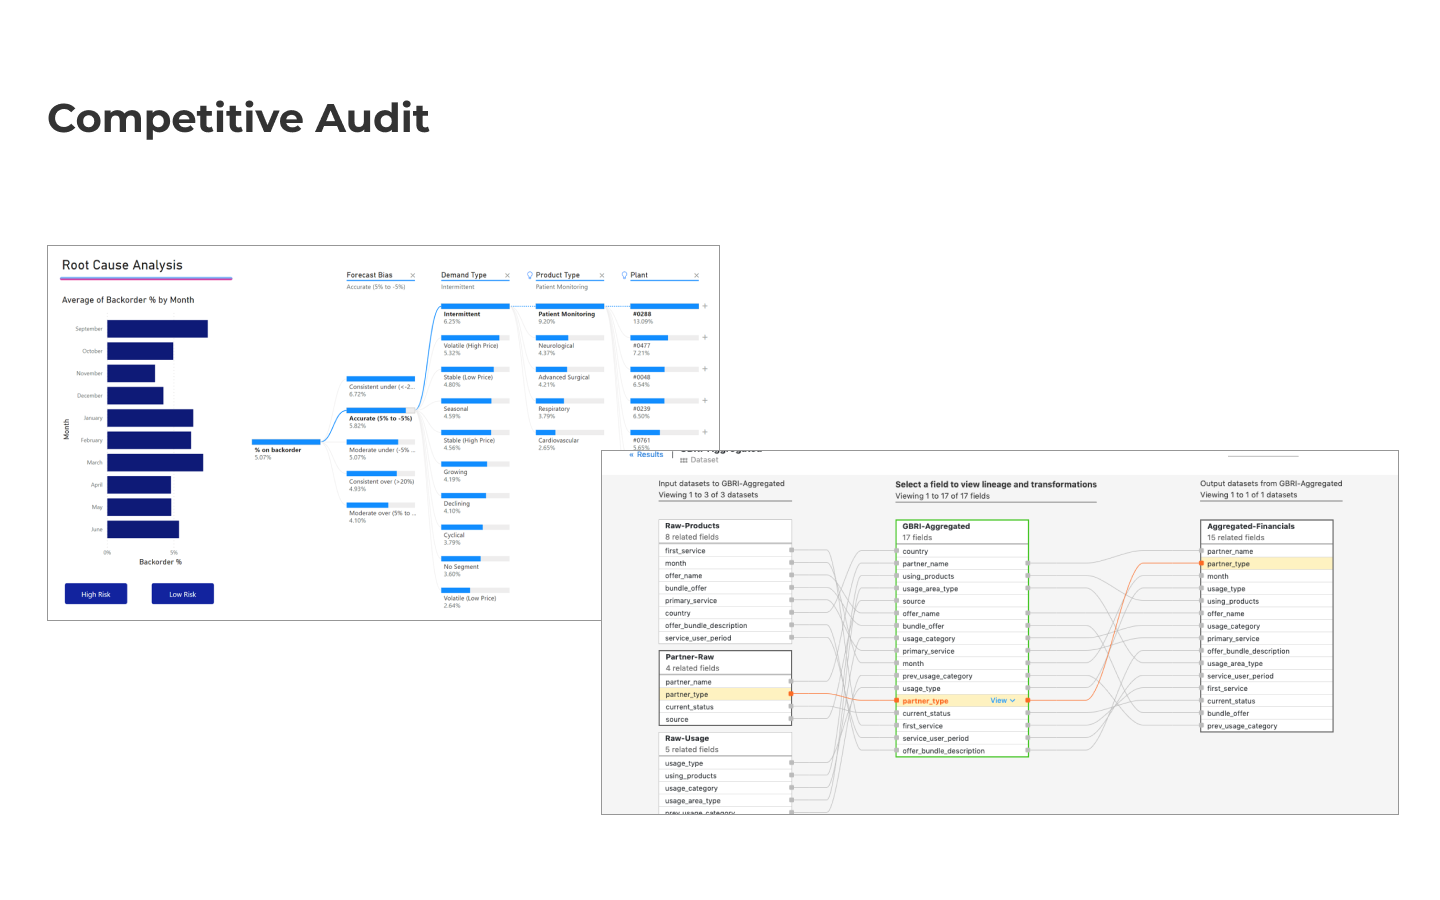 Competitive Audit
Root Cause Analysis
Average of Backorder % by Month
Month
September
October
November
December
January
February
March
April
May
June
0%
5%
Backorder %
High Risk
Low Risk
% on backorder
5.07%
Forecast Bias ×
Accurate (5% to -5%)
Consistent under (<-2...
6.72%
Accurate (5% to -5%)
5.82%
Moderate under (-5% ...
5.07%
Consistent over (>20%)
4.93%
Moderate over (5% to ...
4.10%
Demand Type ×
Intermittent
Intermittent
6.25%
Volatile (High Price)
5.32%
Stable (Low Price)
4.80%
Seasonal
4.59%
Stable (High Price)
4.56%
Growing
4.19%
Declining
4.10%
Cyclical
3.79%
No Segment
3.60%
Volatile (Low Price)
2.64%
Product Type ×
Patient Monitoring
Patient Monitoring
9.20%
Neurological
4.37%
Advanced Surgical
4.21%
Respiratory
3.79%
Cardiovascular
2.65%
Plant ×
#0288
13.09%
#0477
7.21%
#0048
6.54%
#0239
6.50%
#0761
5.65%
« Results |
Dataset
Input datasets to GBRI-Aggregated
Viewing 1 to 3 of 3 datasets
Raw-Products
8 related fields
first_service
month
offer_name
bundle_offer
primary_service
country
offer_bundle_description
service_user_period
Partner-Raw
4 related fields
partner_name
partner_type
current_status
source
Raw-Usage
5 related fields
usage_type
using_products
usage_category
usage_area_type
prev_usage_category
Select a field to view lineage and transformations
Viewing 1 to 17 of 17 fields
GBRI-Aggregated
17 fields
country
partner_name
using_products
usage_area_type
source
offer_name
bundle_offer
usage_category
primary_service
month
prev_usage_category
usage_type
partner_type View
current_status
first_service
service_user_period
offer_bundle_description
Output datasets from GBRI-Aggregated
Viewing 1 to 1 of 1 datasets
Aggregated-Financials
15 related fields
partner_name
partner_type
month
usage_type
using_products
offer_name
usage_category
primary_service
offer_bundle_description
usage_area_type
service_user_period
first_service
current_status
bundle_offer
prev_usage_category